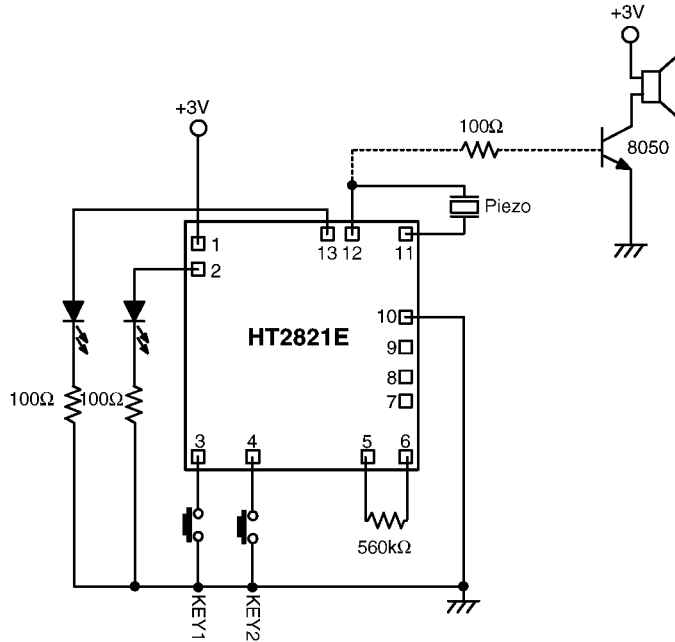 +3V
+3V
100Ω
8050
Piezo
1
13
12
11
2
10
HT2821E
9
8
7
100Ω
100Ω
3
4
5
6
560kΩ
KEY1
KEY2